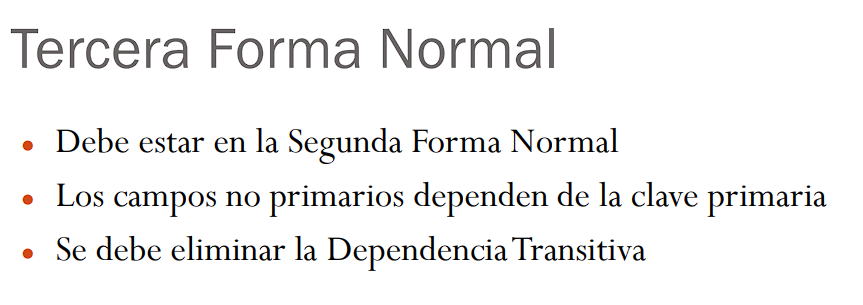 Tercera Forma Normal
• Debe estar en la Segunda Forma Normal
• Los campos no primarios dependen de la clave primaria
• Se debe eliminar la Dependencia Transitiva